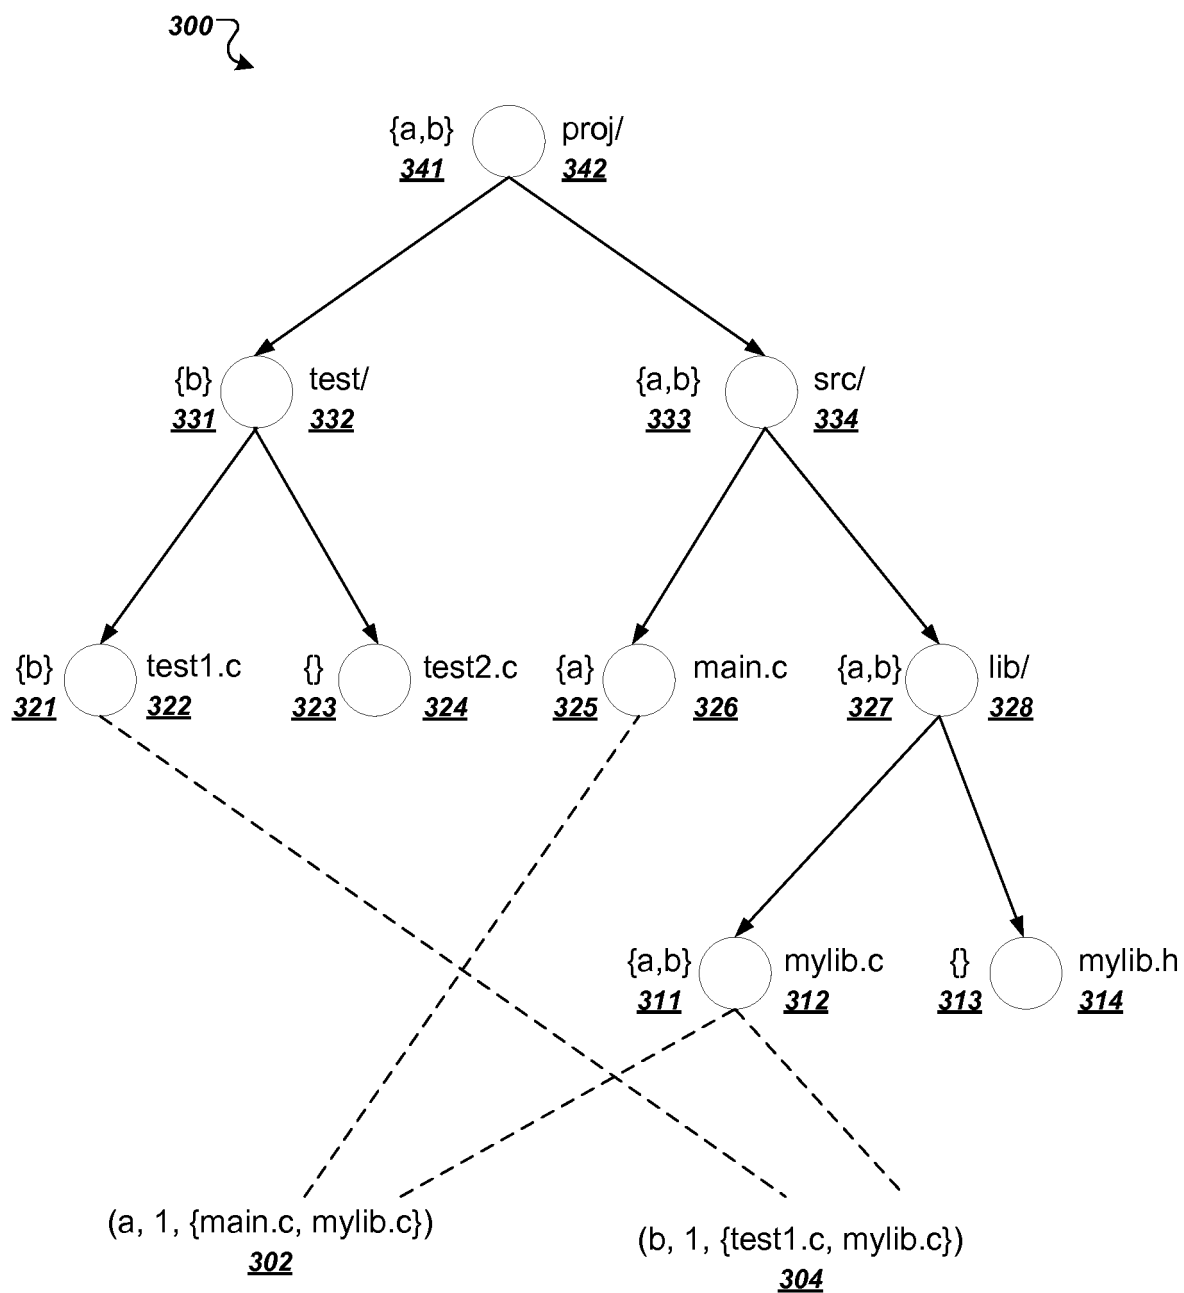 300
{a,b} proj/
341 342
{b} test/ {a,b} src/
331 332 333 334
{b} test1.c {} test2.c {a} main.c {a,b} lib/
321 322 323 324 325 326 327 328
{a,b} mylib.c {} mylib.h
311 312 313 314
(a, 1, {main.c, mylib.c})
302
(b, 1, {test1.c, mylib.c})
304